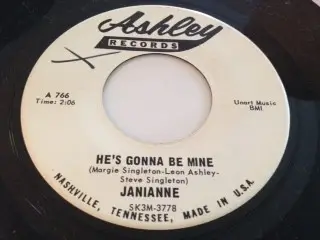 Ashley
RECORDS
A 766
Time: 2:06
Unart Music
BMI
HE'S GONNA BE MINE
(Margie Singleton-Leon Ashley-
Steve Singleton)
JANIANNE
SK3M-3778
NASHVILLE, TENNESSEE, MADE IN U.S.A.